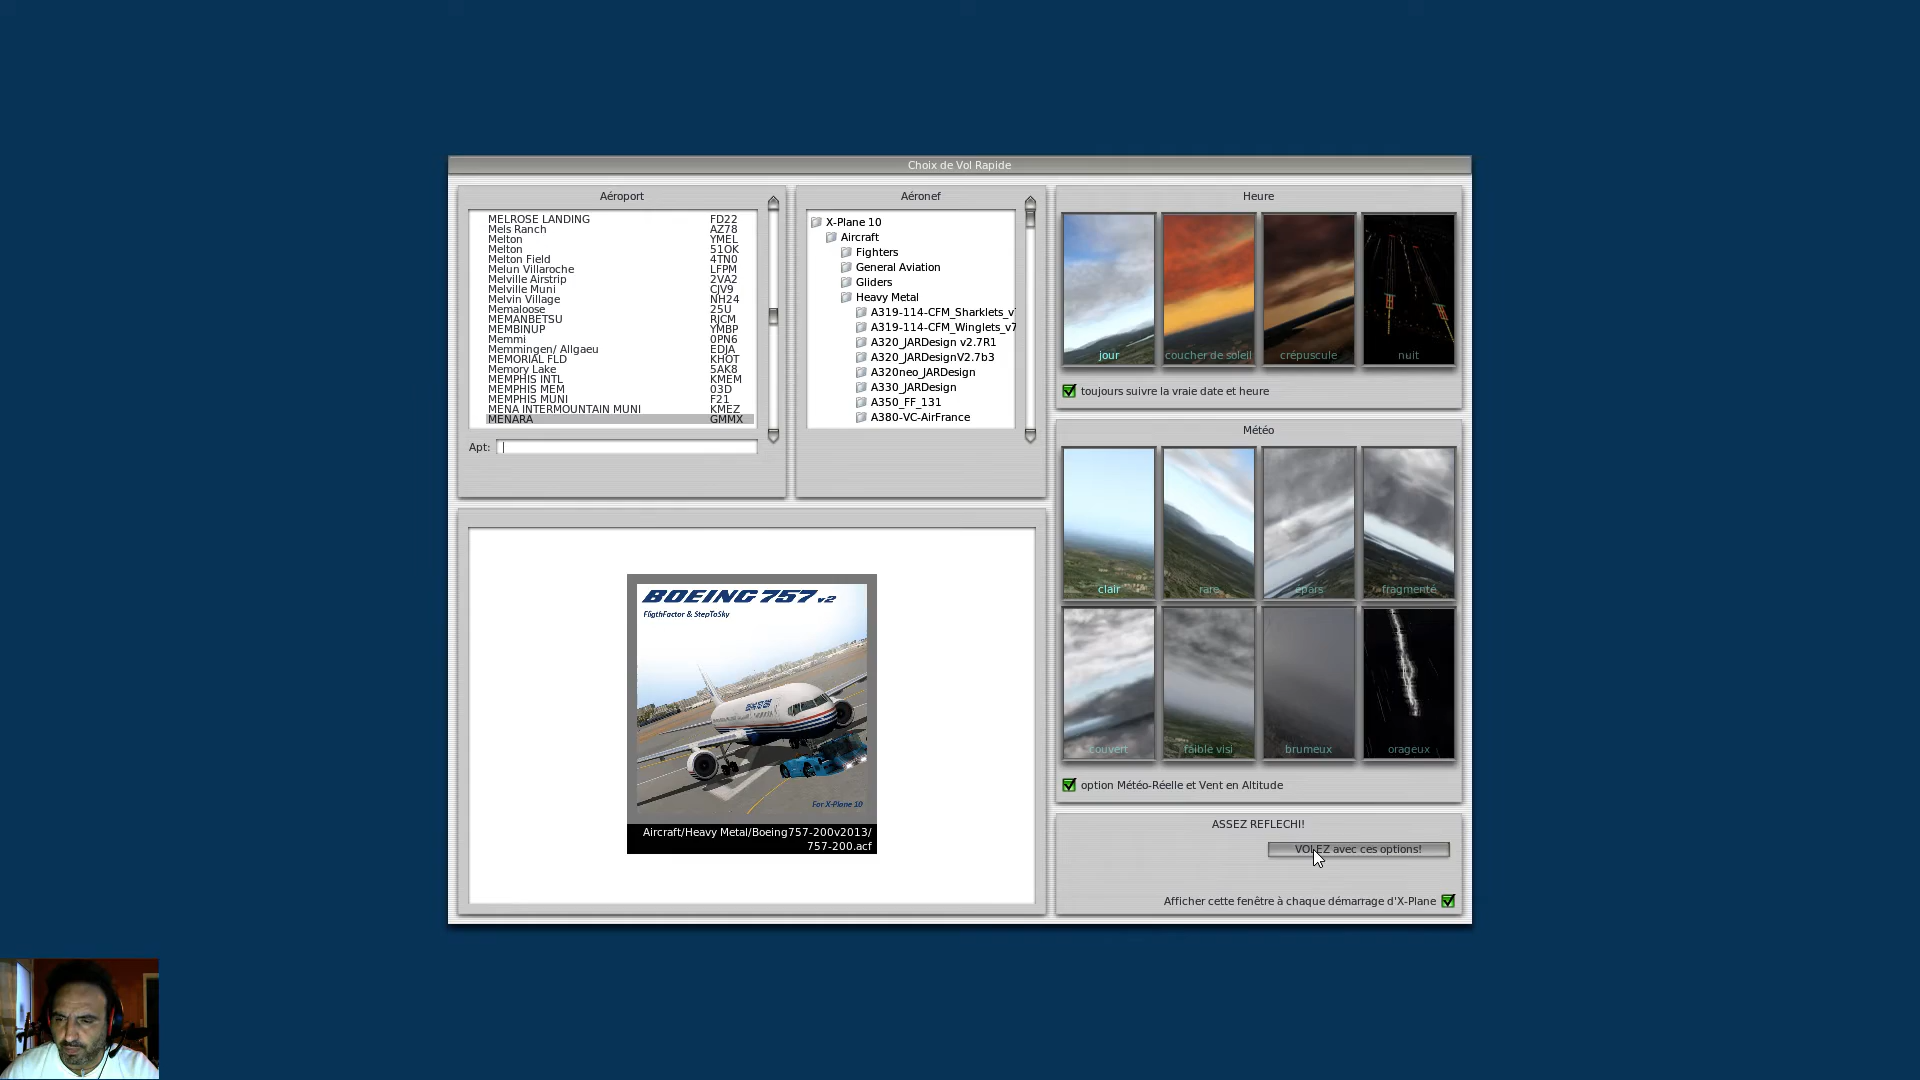 Choix de Vol Rapide
Aéroport
MELROSE LANDING FD22
Mels Ranch AZ78
Melton YMEL
Melton 51OK
Melton Field 4TN0
Melun Villaroche LFPM
Melville Airstrip 2VA2
Melville Muni CJV9
Melvin Village NH24
Memaloose 25U
MEMANBETSU RJCM
MEMBINUP YMBP
Memmi 0PN6
Memmingen/ Allgaeu EDJA
MEMORIAL FLD KHOT
Memory Lake 5AK8
MEMPHIS INTL KMEM
MEMPHIS MEM 03D
MEMPHIS MUNI F21
MENA INTERMOUNTAIN MUNI KMEZ
MENARA GMMX
Apt:
Aéronef
X-Plane 10
Aircraft
Fighters
General Aviation
Gliders
Heavy Metal
A319-114-CFM_Sharklets_v
A319-114-CFM_Winglets_v7
A320_JARDesign v2.7R1
A320_JARDesignV2.7b3
A320neo_JARDesign
A330_JARDesign
A350_FF_131
A380-VC-AirFrance
Heure
jour coucher de soleil crépuscule nuit
toujours suivre la vraie date et heure
Météo
clair rare épars fragmenté
couvert faible visi brumeux orageux
option Météo-Réelle et Vent en Altitude
ASSEZ REFLECHI!
VOLEZ avec ces options!
Afficher cette fenêtre à chaque démarrage d'X-Plane
BOEING 757 v2
FligthFactor & StepToSky
For X-Plane 10
Aircraft/Heavy Metal/Boeing757-200v2013/
757-200.acf